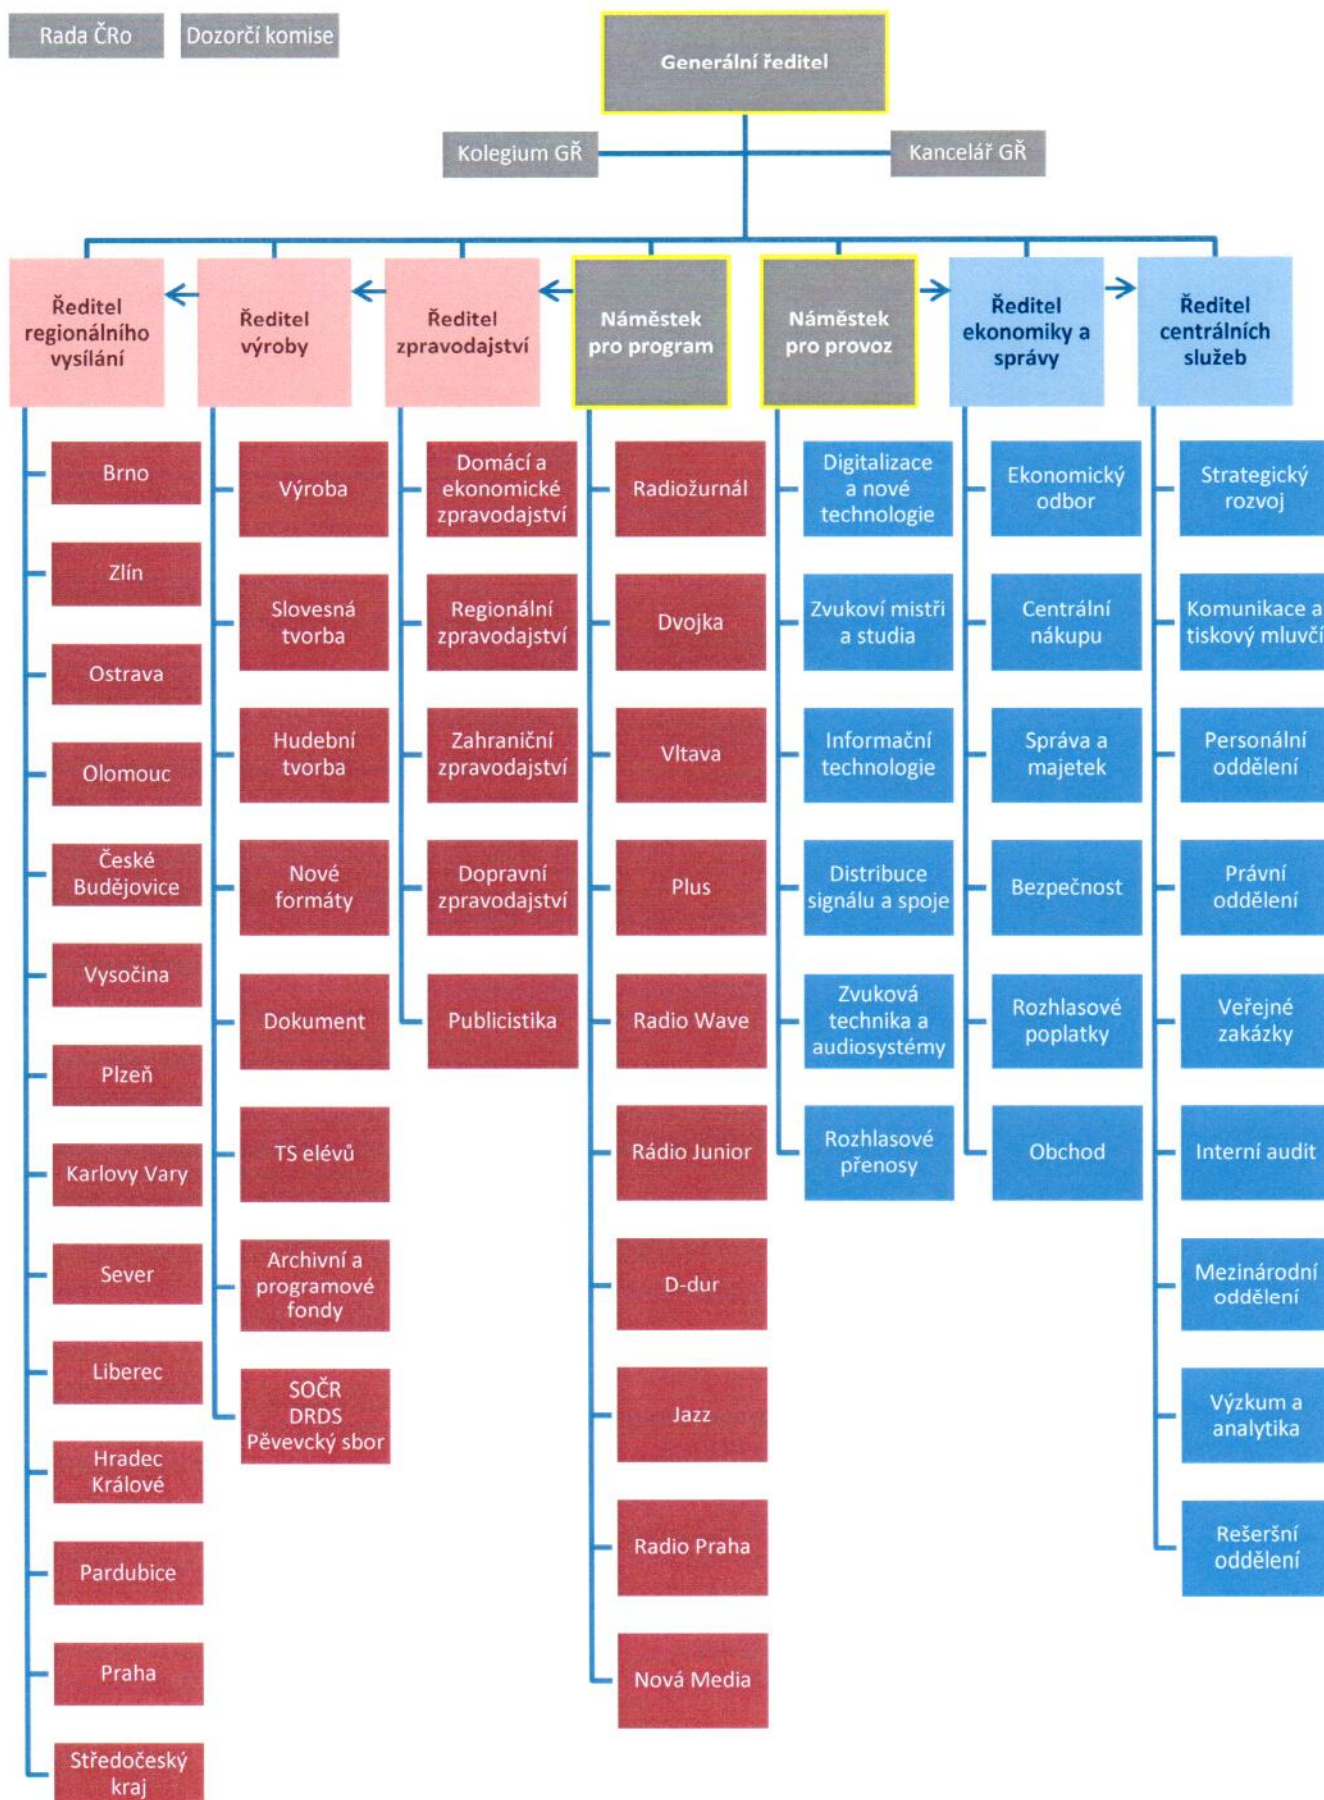 Rada ČRo
Dozorčí komise
Generální ředitel
Kolegium GŘ
Kancelář GŘ
Ředitel
regionálního
vysílání
Ředitel
výroby
Ředitel
zpravodajství
Náměstek
pro program
Náměstek
pro provoz
Ředitel
ekonomiky a
správy
Ředitel
centrálních
služeb
Brno
Zlín
Ostrava
Olomouc
České
Budějovice
Vysočina
Plzeň
Karlovy Vary
Sever
Liberec
Hradec
Králové
Pardubice
Praha
Středočeský
kraj
Výroba
Slovesná
tvorba
Hudební
tvorba
Nové
formáty
Dokument
TS elévů
Archivní a
programové
fondy
SOČR
DRDS
Pěvevcký sbor
Domácí a
ekonomické
zpravodajství
Regionální
zpravodajství
Zahraniční
zpravodajství
Dopravní
zpravodajství
Publicistika
Radiožurnál
Dvojka
Vltava
Plus
Radio Wave
Rádio Junior
D-dur
Jazz
Radio Praha
Nová Media
Digitalizace
a nové
technologie
Zvukoví mistři
a studia
Informační
technologie
Distribuce
signálu a spoje
Zvuková
technika a
audiosystémy
Rozhlasové
přenosy
Ekonomický
odbor
Centrální
nákupu
Správa a
majetek
Bezpečnost
Rozhlasové
poplatky
Obchod
Strategický
rozvoj
Komunikace a
tiskový mluvčí
Personální
oddělení
Právní
oddělení
Veřejné
zakázky
Interní audit
Mezinárodní
oddělení
Výzkum a
analytika
Rešeršní
oddělení